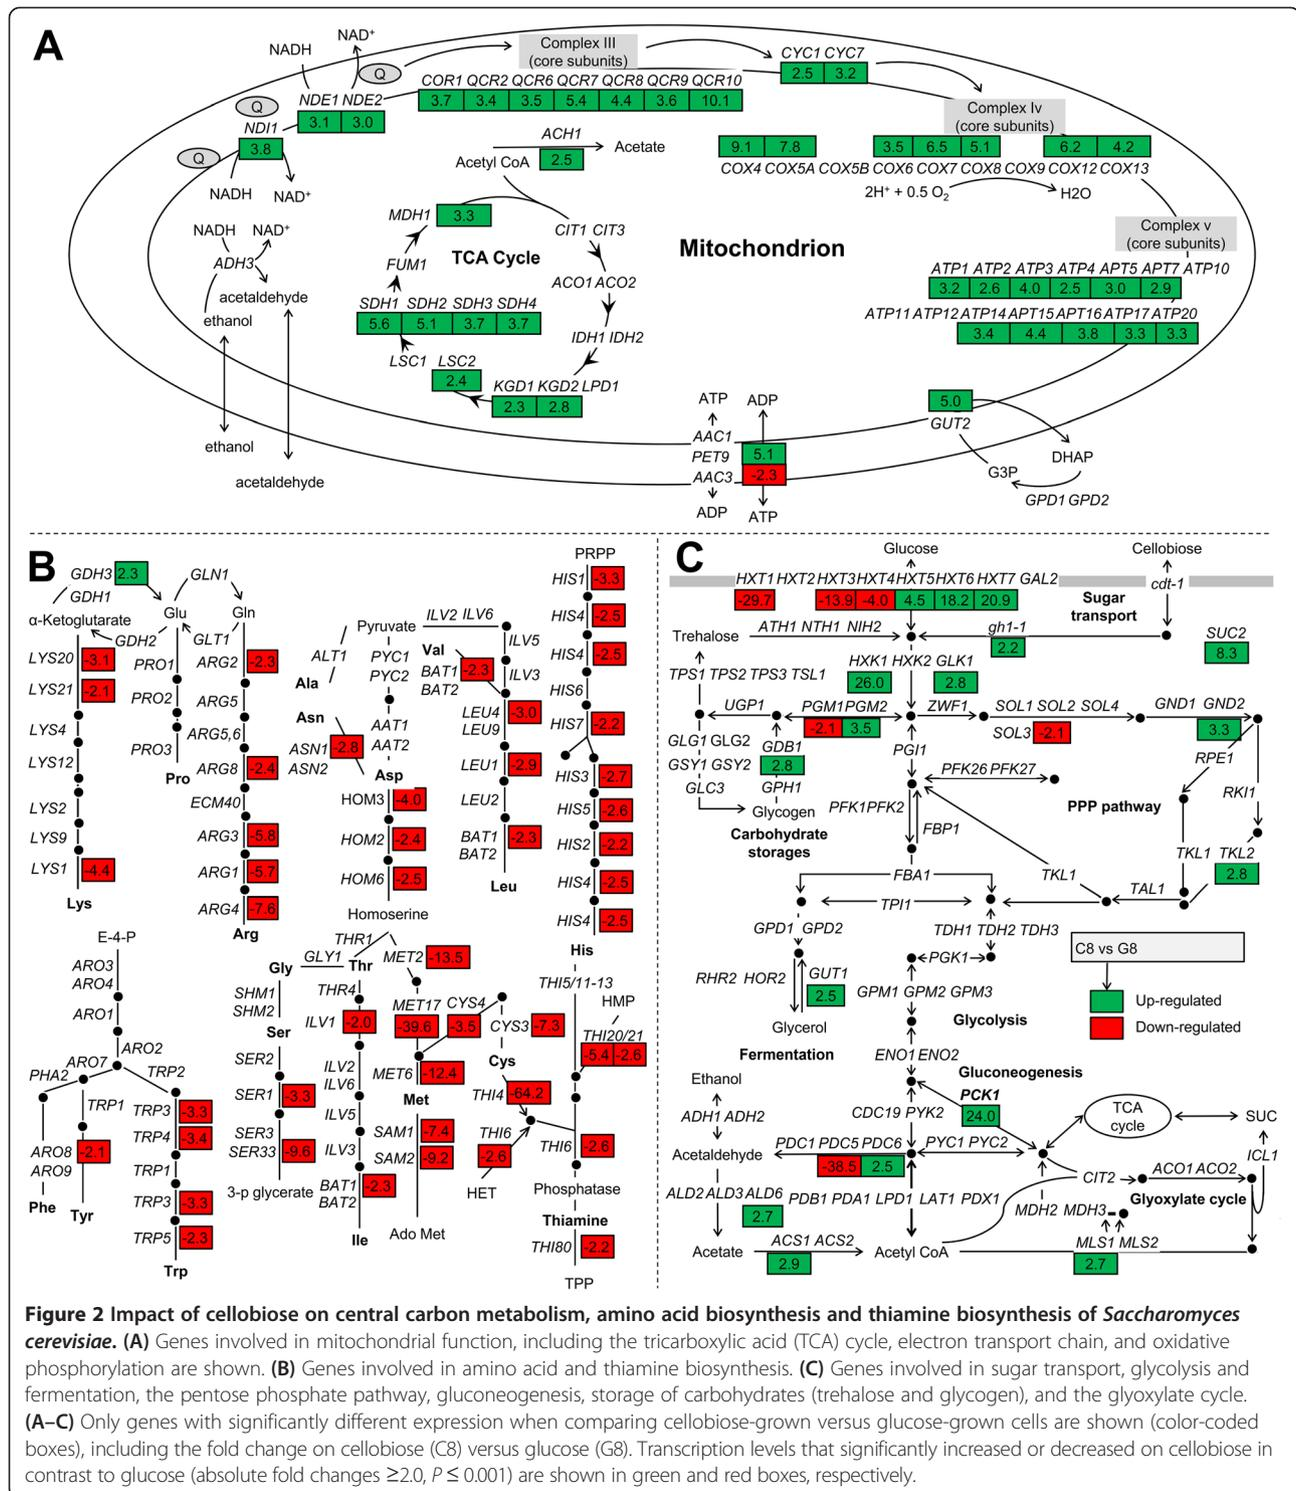 A
NAD+
NADH
Q
Complex III
(core subunits)
CYC1 CYC7
2.5 3.2
COR1 QCR2 QCR6 QCR7 QCR8 QCR9 QCR10
3.7 3.4 3.5 5.4 4.4 3.6 10.1
Q
NDE1 NDE2
3.1 3.0
NDI1
3.8
Q
NADH
NAD+
Complex Iv
(core subunits)
ACH1
Acetyl CoA
2.5
Acetate
9.1 7.8 3.5 6.5 5.1 6.2 4.2
COX4 COX5A COX5B COX6 COX7 COX8 COX9 COX12 COX13
2H+ + 0.5 O2
H2O
MDH1
3.3
CIT1 CIT3
TCA Cycle
Mitochondrion
Complex v
(core subunits)
NADH NAD+
ADH3
acetaldehyde
ethanol
FUM1
ACO1 ACO2
ATP1 ATP2 ATP3 ATP4 APT5 APT7 ATP10
3.2 2.6 4.0 2.5 3.0 2.9
SDH1 SDH2 SDH3 SDH4
5.6 5.1 3.7 3.7
ATP11 ATP12 ATP14 APT15 APT16 ATP17 ATP20
3.4 4.4 3.8 3.3 3.3
IDH1 IDH2
LSC1 LSC2
2.4
KGD1 KGD2 LPD1
2.3 2.8
ATP ADP
5.0
GUT2
AAC1
PET9
AAC3
5.1
-2.3
ADP ATP
DHAP
G3P
GPD1 GPD2
ethanol
acetaldehyde
B
GDH3 2.3
GDH1
GLN1
α-Ketoglutarate
Glu
Gln
GDH2
GLT1
LYS20 -3.1
LYS21 -2.1
LYS4
LYS12
LYS2
LYS9
LYS1 -4.4
Lys
PRO1
PRO2
PRO3
Pro
ARG2 -2.3
ARG5
ARG5,6
ARG8 -2.4
ECM40
ARG3 -5.8
ARG1 -5.7
ARG4 -7.6
Arg
Pyruvate
ALT1
Ala
PYC1
PYC2
Asn
ASN1 -2.8
ASN2
AAT1
AAT2
Asp
HOM3 -4.0
HOM2 -2.4
HOM6 -2.5
Homoserine
ILV2 ILV6
ILV5
Val
BAT1 -2.3
BAT2
ILV3
LEU4 -3.0
LEU9
LEU1 -2.9
LEU2
BAT1 -2.3
BAT2
Leu
PRPP
HIS1 -3.3
HIS4 -2.5
HIS4 -2.5
HIS6
HIS7 -2.2
HIS3 -2.7
HIS5 -2.6
HIS2 -2.2
HIS4 -2.5
HIS4 -2.5
His
E-4-P
ARO3
ARO4
ARO1
ARO2
ARO7
PHA2
TRP2
TRP1
ARO8 -2.1
ARO9
Phe
Tyr
TRP3 -3.3
TRP4 -3.4
TRP1
TRP3 -3.3
TRP5 -2.3
Trp
Gly
GLY1
THR1
Thr
SHM1
SHM2
Ser
SER2
SER1 -3.3
SER3
SER33 -9.6
3-p glycerate
THR4
ILV1 -2.0
ILV2
ILV6
ILV5
ILV3
BAT1 -2.3
BAT2
Ile
MET2 -13.5
MET17 CYS4
-39.6 -3.5
CYS3 -7.3
Cys
MET6 -12.4
Met
SAM1 -7.4
SAM2 -9.2
Ado Met
THI4 -64.2
THI6
-2.6
HET
THI5/11-13
HMP
THI20/21
-5.4 -2.6
THI6 -2.6
Phosphatase
Thiamine
THI80 -2.2
TPP
C
Glucose
Cellobiose
HXT1 HXT2 HXT3 HXT4 HXT5 HXT6 HXT7 GAL2
-29.7 -13.9 -4.0 4.5 18.2 20.9
cdt-1
Sugar
transport
Trehalose
ATH1 NTH1 NIH2
gh1-1
2.2
SUC2
8.3
TPS1 TPS2 TPS3 TSL1
HXK1 HXK2 GLK1
26.0 2.8
UGP1
PGM1 PGM2
-2.1 3.5
ZWF1
SOL1 SOL2 SOL4
SOL3 -2.1
GND1 GND2
3.3
GLG1 GLG2
GSY1 GSY2
GLC3
GDB1
2.8
GPH1
Glycogen
Carbohydrate
storages
PGI1
PFK26 PFK27
PFK1 PFK2
FBP1
PPP pathway
RPE1
RKI1
TKL1 TKL2
2.8
FBA1
TKL1
TAL1
TPI1
GPD1 GPD2
TDH1 TDH2 TDH3
RHR2 HOR2
GUT1
2.5
Glycerol
PGK1
GPM1 GPM2 GPM3
Glycolysis
C8 vs G8
Up-regulated
Down-regulated
Fermentation
ENO1 ENO2
Gluconeogenesis
PCK1
24.0
Ethanol
ADH1 ADH2
CDC19 PYK2
TCA
cycle
SUC
Acetaldehyde
PDC1 PDC5 PDC6
-38.5 2.5
PYC1 PYC2
ICL1
CIT2
ACO1 ACO2
Glyoxylate cycle
ALD2 ALD3 ALD6
2.7
PDB1 PDA1 LPD1 LAT1 PDX1
MDH2 MDH3
Acetate
ACS1 ACS2
2.9
Acetyl CoA
MLS1 MLS2
2.7
Figure 2 Impact of cellobiose on central carbon metabolism, amino acid biosynthesis and thiamine biosynthesis of Saccharomyces
cerevisiae. (A) Genes involved in mitochondrial function, including the tricarboxylic acid (TCA) cycle, electron transport chain, and oxidative
phosphorylation are shown. (B) Genes involved in amino acid and thiamine biosynthesis. (C) Genes involved in sugar transport, glycolysis and
fermentation, the pentose phosphate pathway, gluconeogenesis, storage of carbohydrates (trehalose and glycogen), and the glyoxylate cycle.
(A–C) Only genes with significantly different expression when comparing cellobiose-grown versus glucose-grown cells are shown (color-coded
boxes), including the fold change on cellobiose (C8) versus glucose (G8). Transcription levels that significantly increased or decreased on cellobiose in
contrast to glucose (absolute fold changes ≥2.0, P ≤ 0.001) are shown in green and red boxes, respectively.